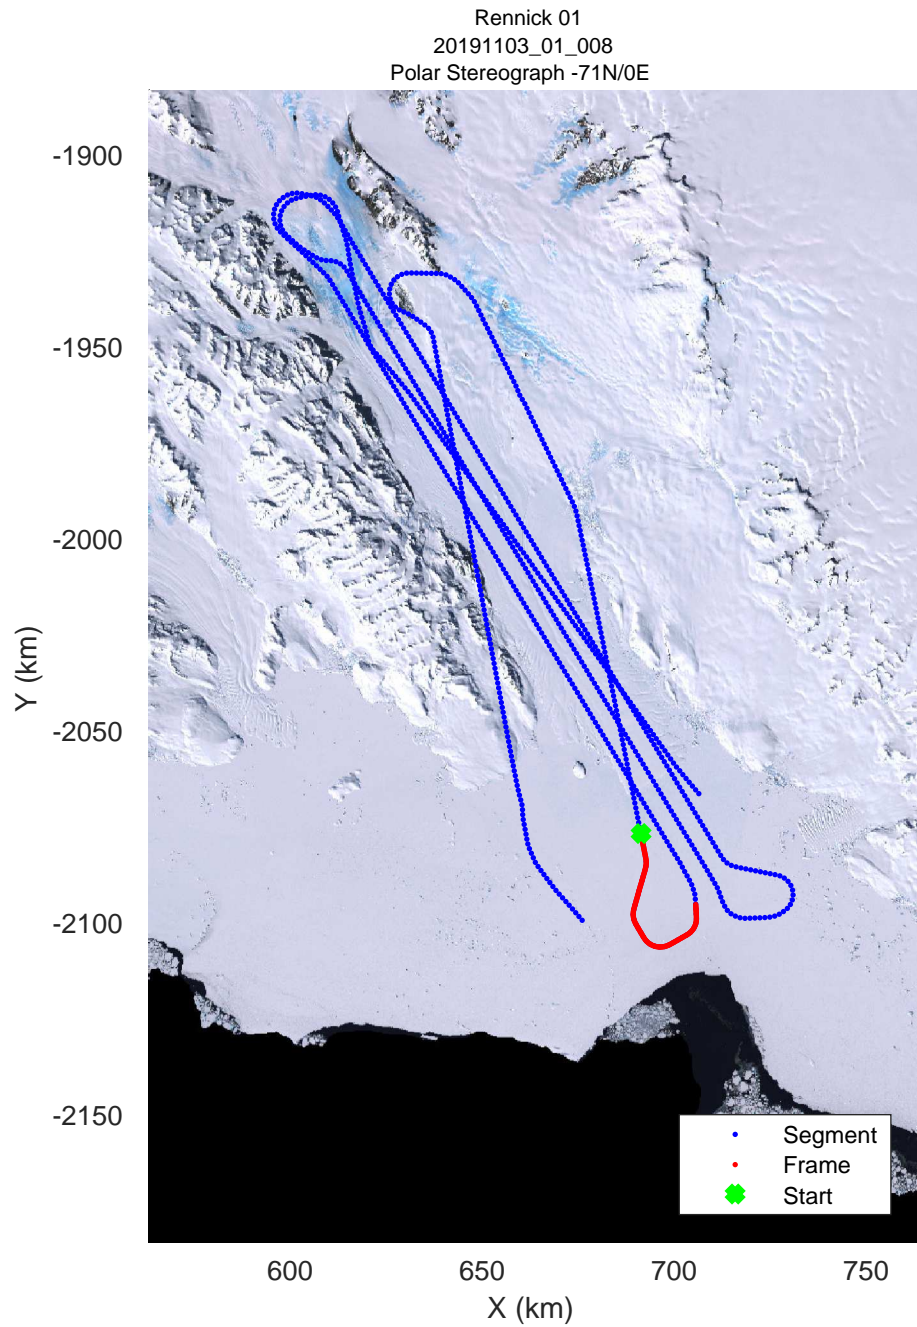 Rennick 01
20191103_01_008
Polar Stereograph -71N/0E
-1900
-1950
-2000
-2050
-2100
-2150
Y (km)
600
650
700
750
X (km)
Segment
Frame
Start